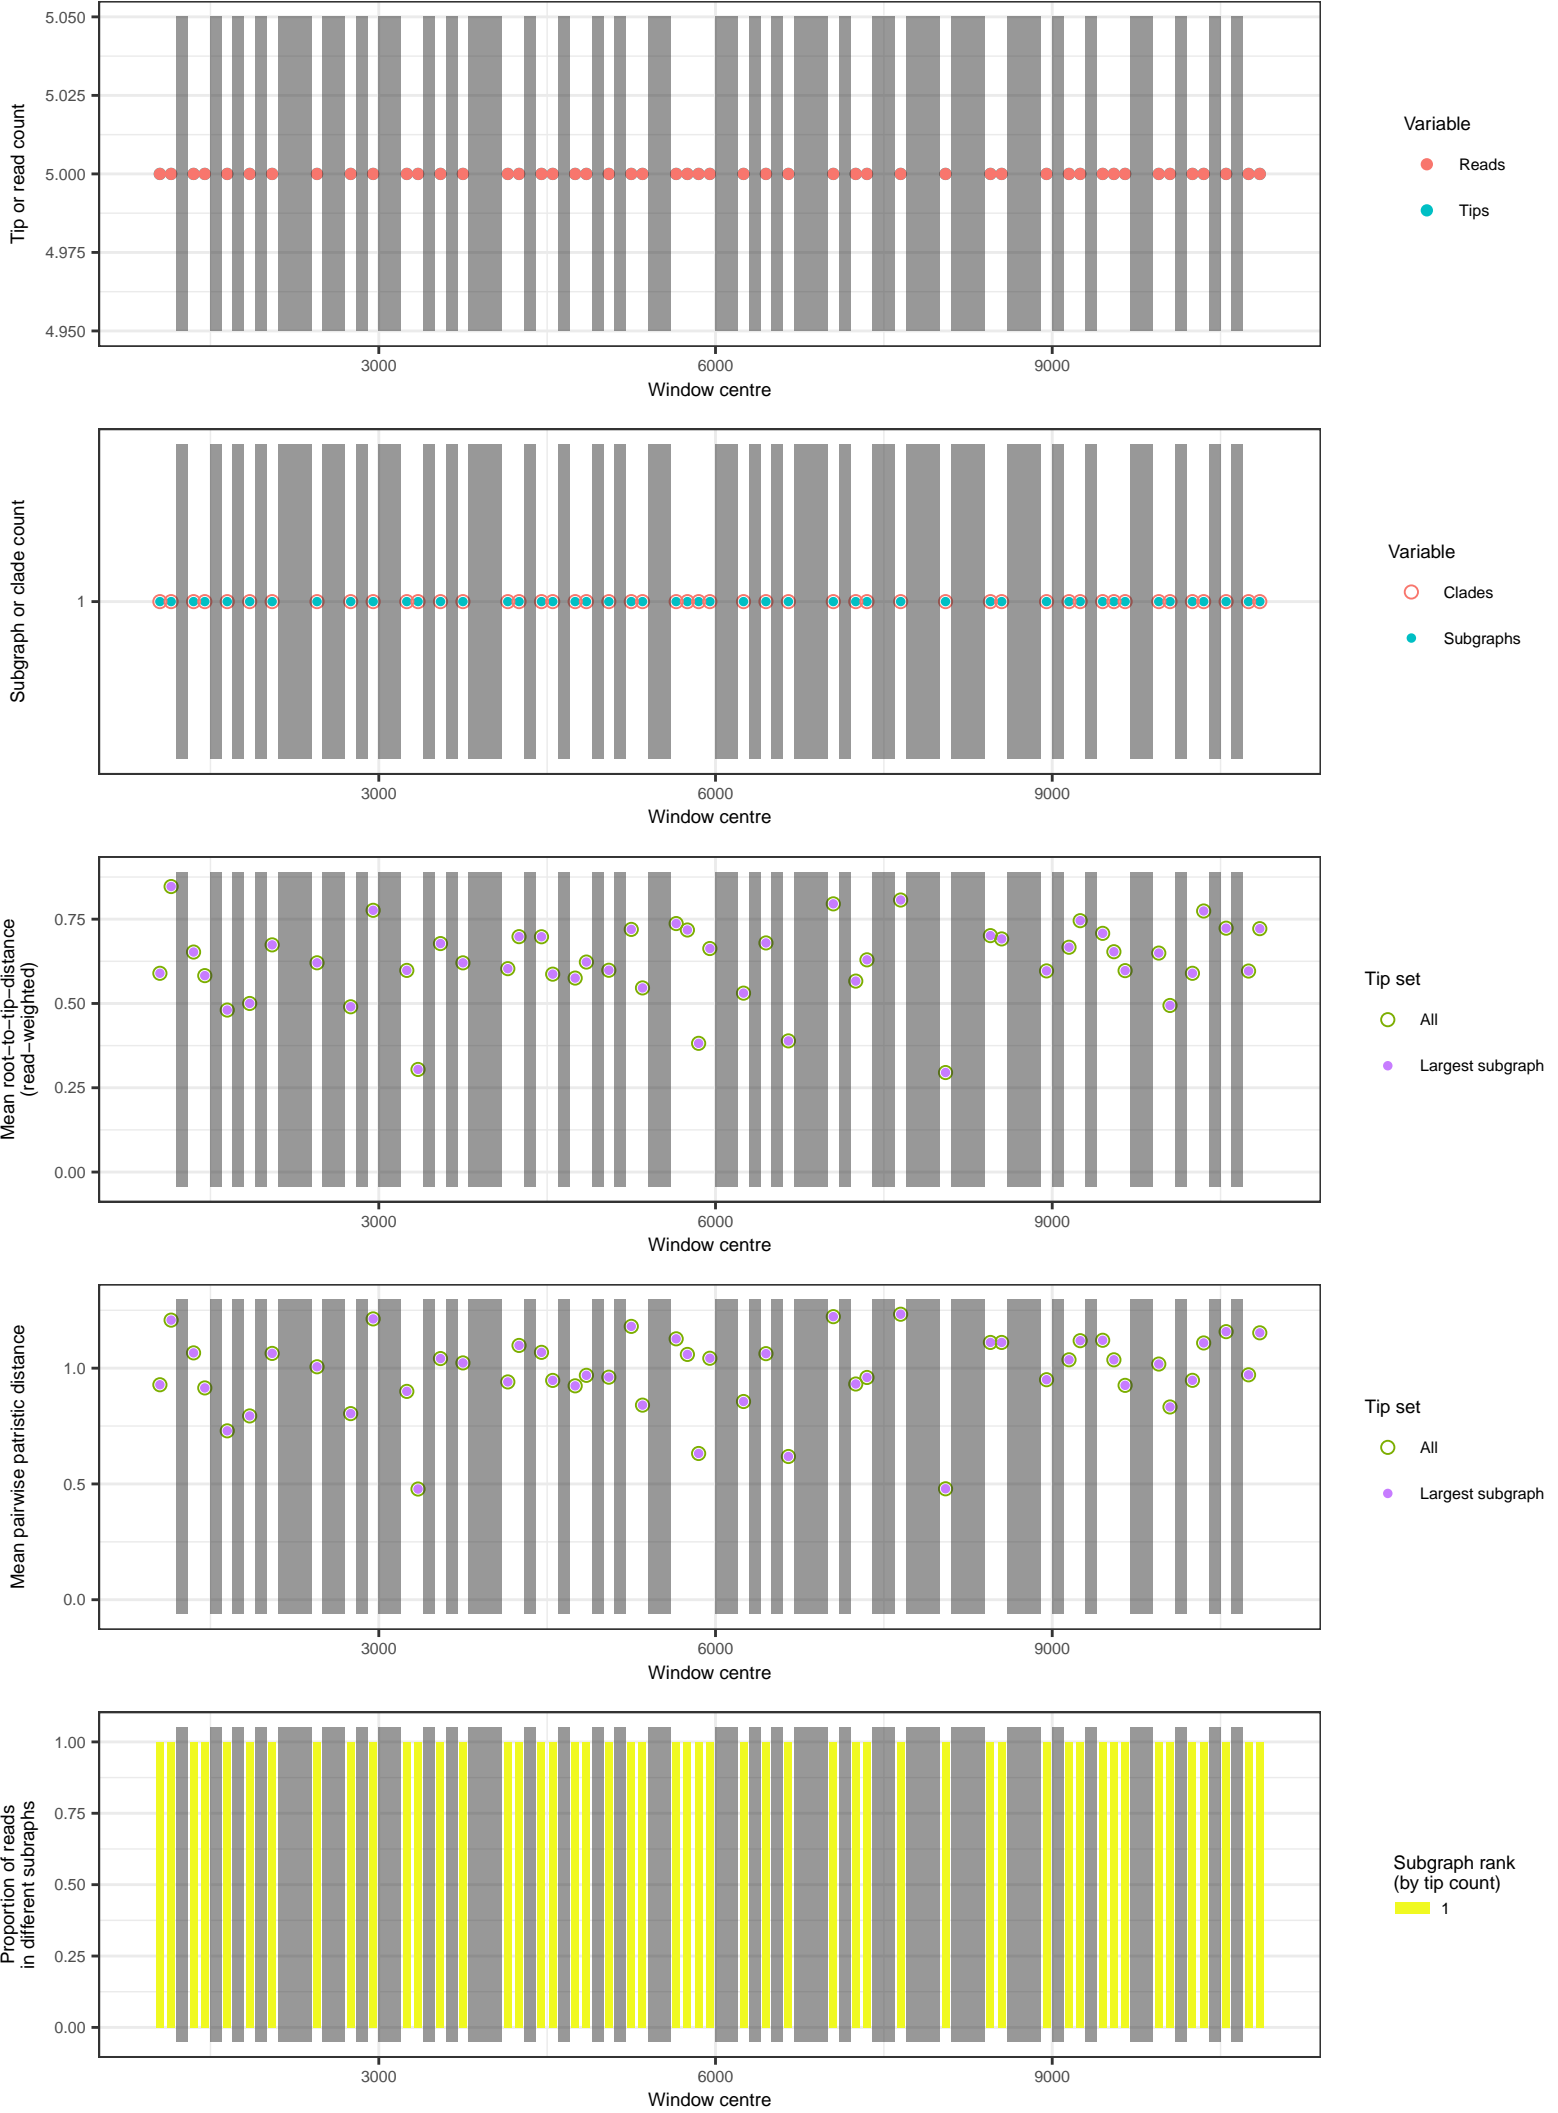 5.050
5.025
5.000
4.975
4.950
Tip or read count
3000 6000 9000
Window centre
Variable
Reads
Tips
1
Subgraph or clade count
3000 6000 9000
Window centre
Variable
Clades
Subgraphs
0.75
0.50
0.25
0.00
Mean root−to−tip−distance
(read−weighted)
3000 6000 9000
Window centre
Tip set
All
Largest subgraph
1.0
0.5
0.0
Mean pairwise patristic distance
3000 6000 9000
Window centre
Tip set
All
Largest subgraph
1.00
0.75
0.50
0.25
0.00
Proportion of reads
in different subraphs
3000 6000 9000
Window centre
Subgraph rank
(by tip count)
1